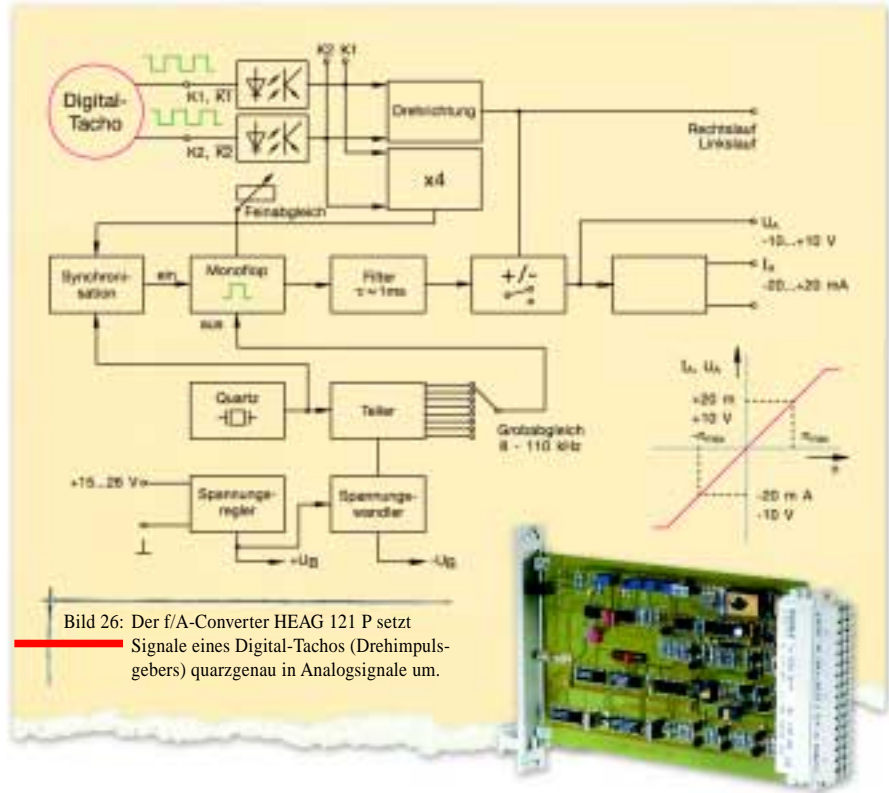 K2 K1
Digital-
Tacho
K1, K1
K2, K2
Drehrichtung
Rechtslauf
Linkslauf
x4
Feinabgleich
UA
-10...+10 V
IA
-20...+20 mA
Synchroni-
sation
ein
Monoflop
aus
Filter
τ ≈ 1ms
+/-
Quartz
Teiler
Grobabgleich
8 - 110 kHz
IA, UA
+20 m
+10 V
-nmax
nmax
n
-20 m A
-10 V
+15...26 V
Spannungs-
regler
Spannungs-
wandler
+UB
-UB
Bild 26: Der f/A-Converter HEAG 121 P setzt
Signale eines Digital-Tachos (Drehimpuls-
gebers) quarzgenau in Analogsignale um.